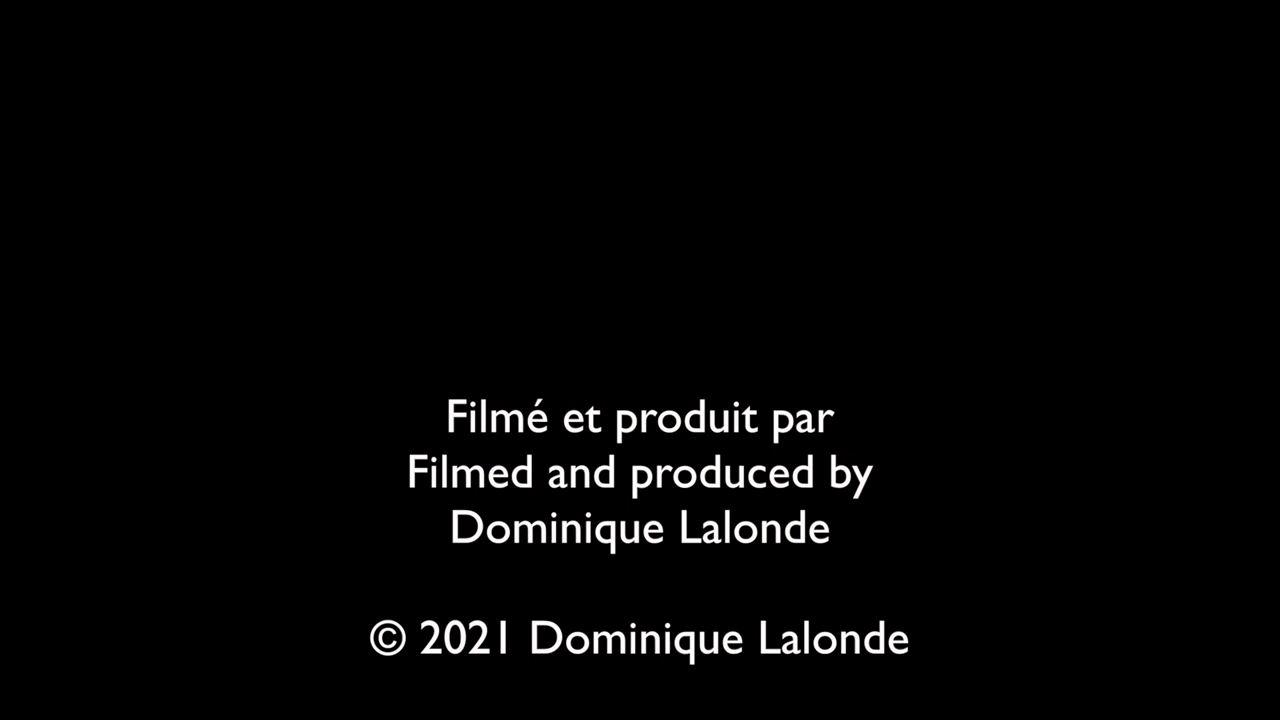 Filmé et produit par
Filmed and produced by
Dominique Lalonde
© 2021 Dominique Lalonde